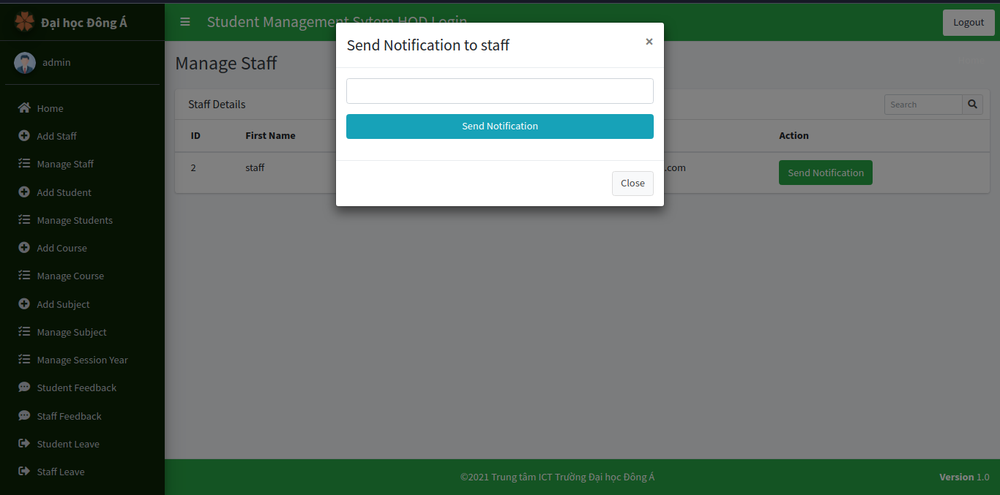 Đại học Đông Á
admin
Home
Add Staff
Manage Staff
Add Student
Manage Students
Add Course
Manage Course
Add Subject
Manage Subject
Manage Session Year
Student Feedback
Staff Feedback
Student Leave
Staff Leave
Student Management Sytem HOD Login
Logout
Manage Staff
Staff Details
Search
ID
First Name
Action
2
staff
.com
Send Notification
Send Notification to staff
×
Send Notification
Close
©2021 Trung tâm ICT Trường Đại học Đông Á
Version 1.0